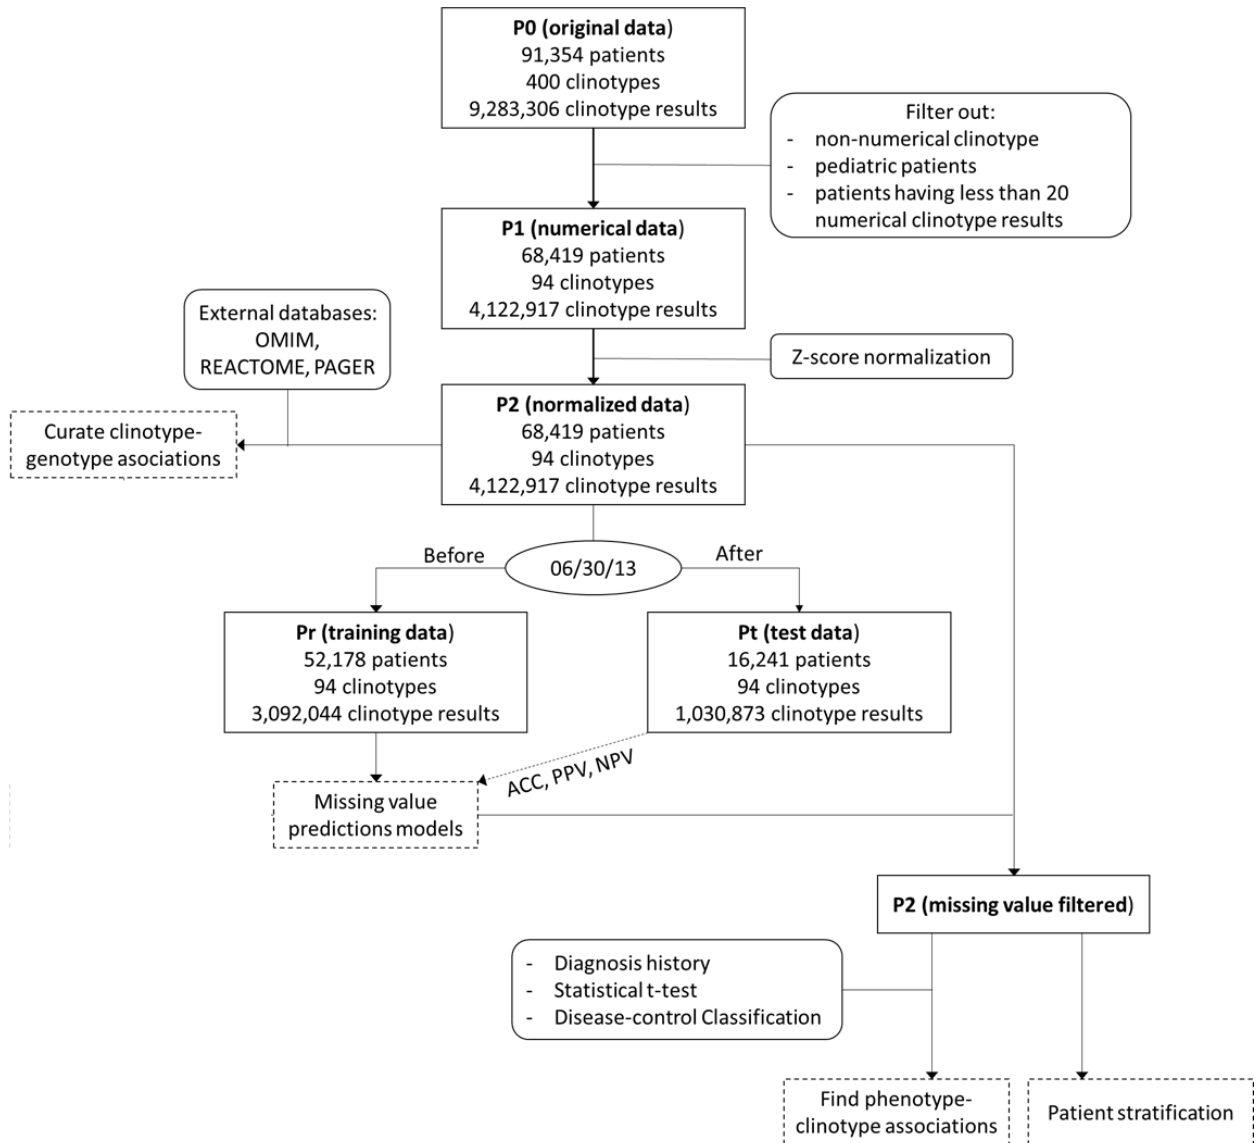 P0 (original data)
91,354 patients
400 clinotypes
9,283,306 clinotype results
Filter out:
- non-numerical clinotype
- pediatric patients
- patients having less than 20
numerical clinotype results
P1 (numerical data)
68,419 patients
94 clinotypes
4,122,917 clinotype results
External databases:
OMIM,
REACTOME, PAGER
Z-score normalization
P2 (normalized data)
68,419 patients
94 clinotypes
4,122,917 clinotype results
Curate clinotype-
genotype asociations
Before
06/30/13
After
Pr (training data)
52,178 patients
94 clinotypes
3,092,044 clinotype results
Pt (test data)
16,241 patients
94 clinotypes
1,030,873 clinotype results
ACC, PPV, NPV
Missing value
predictions models
P2 (missing value filtered)
- Diagnosis history
- Statistical t-test
- Disease-control Classification
Find phenotype-
clinotype associations
Patient stratification